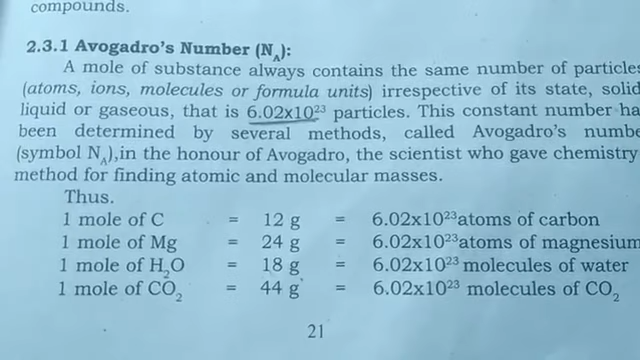 compounds.
2.3.1 Avogadro's Number (N_A):
A mole of substance always contains the same number of particles
(atoms, ions, molecules or formula units) irrespective of its state, solid
liquid or gaseous, that is 6.02x10²³ particles. This constant number ha
been determined by several methods, called Avogadro's numbe
(symbol N_A),in the honour of Avogadro, the scientist who gave chemistry
method for finding atomic and molecular masses.
Thus.
1 mole of C = 12 g = 6.02x10²³atoms of carbon
1 mole of Mg = 24 g = 6.02x10²³atoms of magnesium
1 mole of H₂O = 18 g = 6.02x10²³ molecules of water
1 mole of CO₂ = 44 g = 6.02x10²³ molecules of CO₂
21